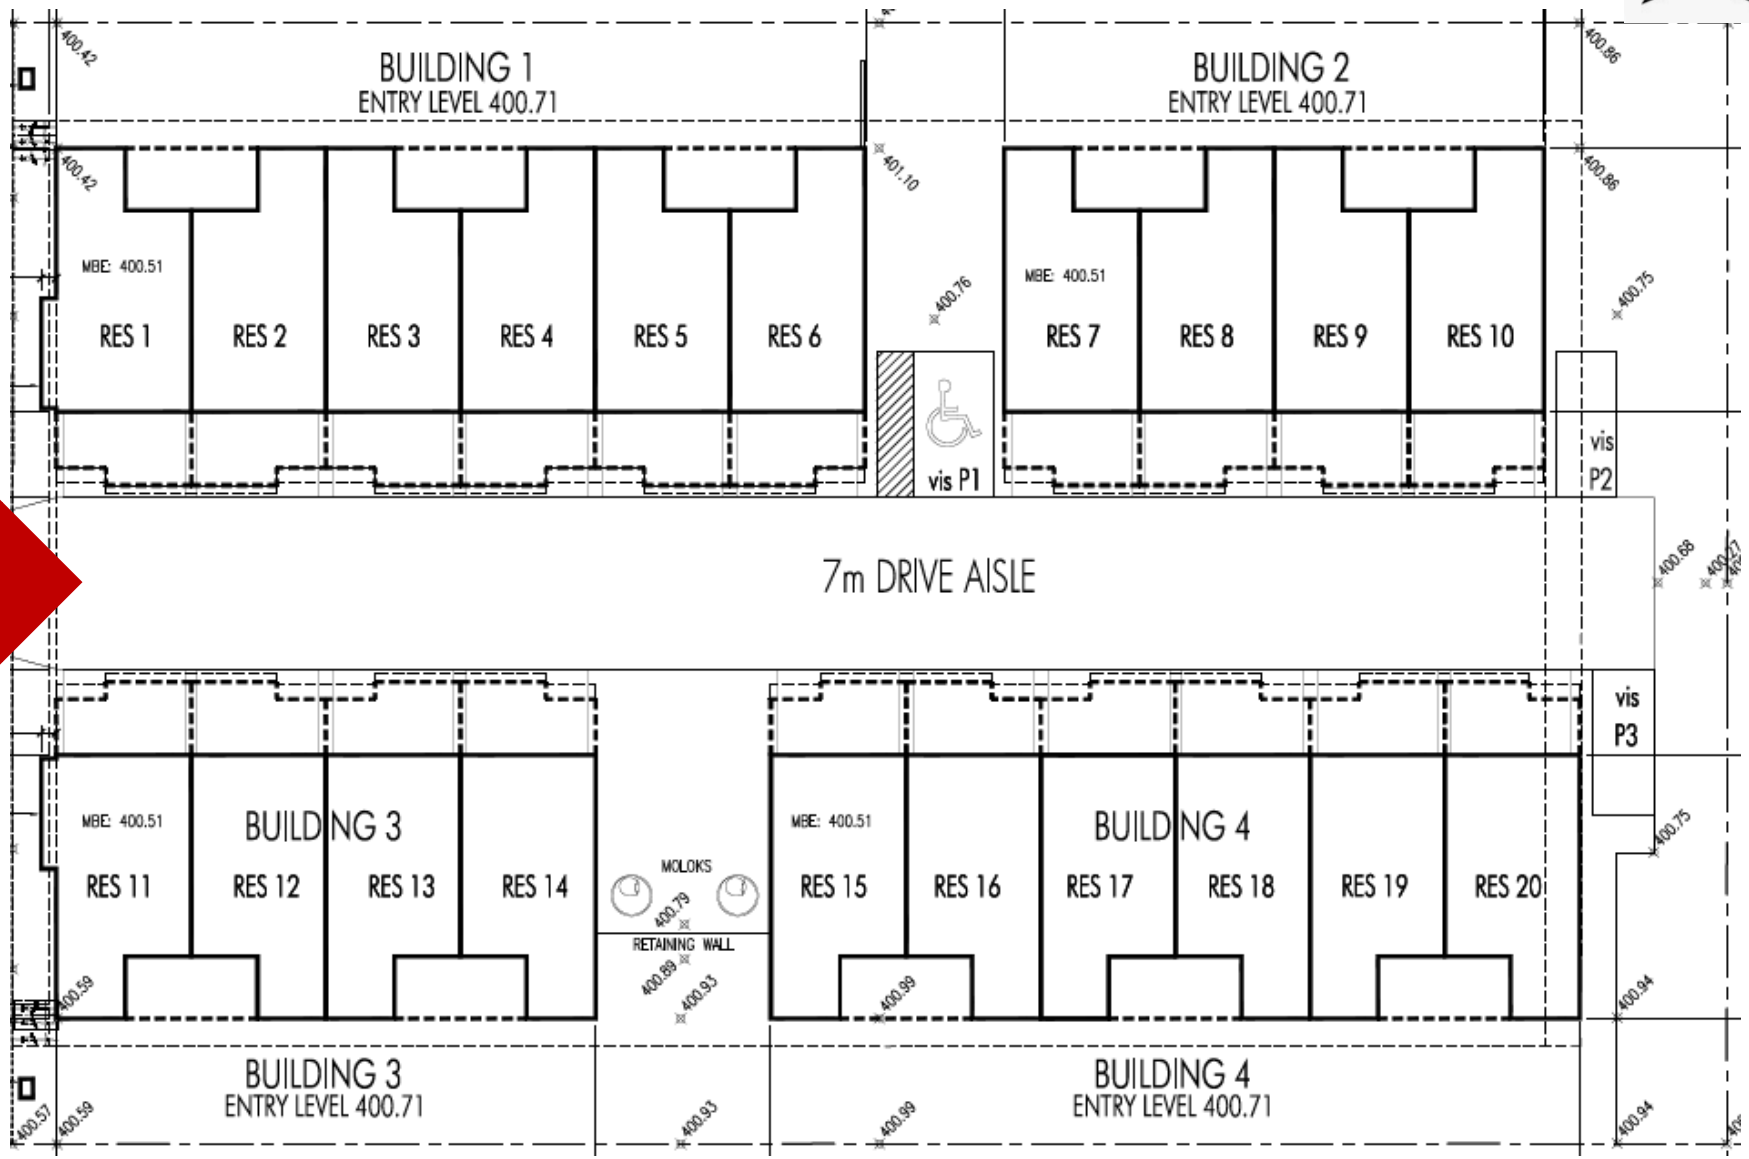 400.42
400.86
BUILDING 1
ENTRY LEVEL 400.71
BUILDING 2
ENTRY LEVEL 400.71
400.42
401.10
400.86
MBE: 400.51
MBE: 400.51
400.76
400.75
RES 1
RES 2
RES 3
RES 4
RES 5
RES 6
RES 7
RES 8
RES 9
RES 10
vis P1
vis
P2
7m DRIVE AISLE
400.68
400.27
vis
P3
MBE: 400.51
BUILDING 3
MBE: 400.51
BUILDING 4
400.75
MOLOKS
RES 11
RES 12
RES 13
RES 14
RES 15
RES 16
RES 17
RES 18
RES 19
RES 20
400.79
RETAINING WALL
400.89
400.59
400.93
400.99
400.94
BUILDING 3
ENTRY LEVEL 400.71
BUILDING 4
ENTRY LEVEL 400.71
400.57
400.59
400.93
400.99
400.94